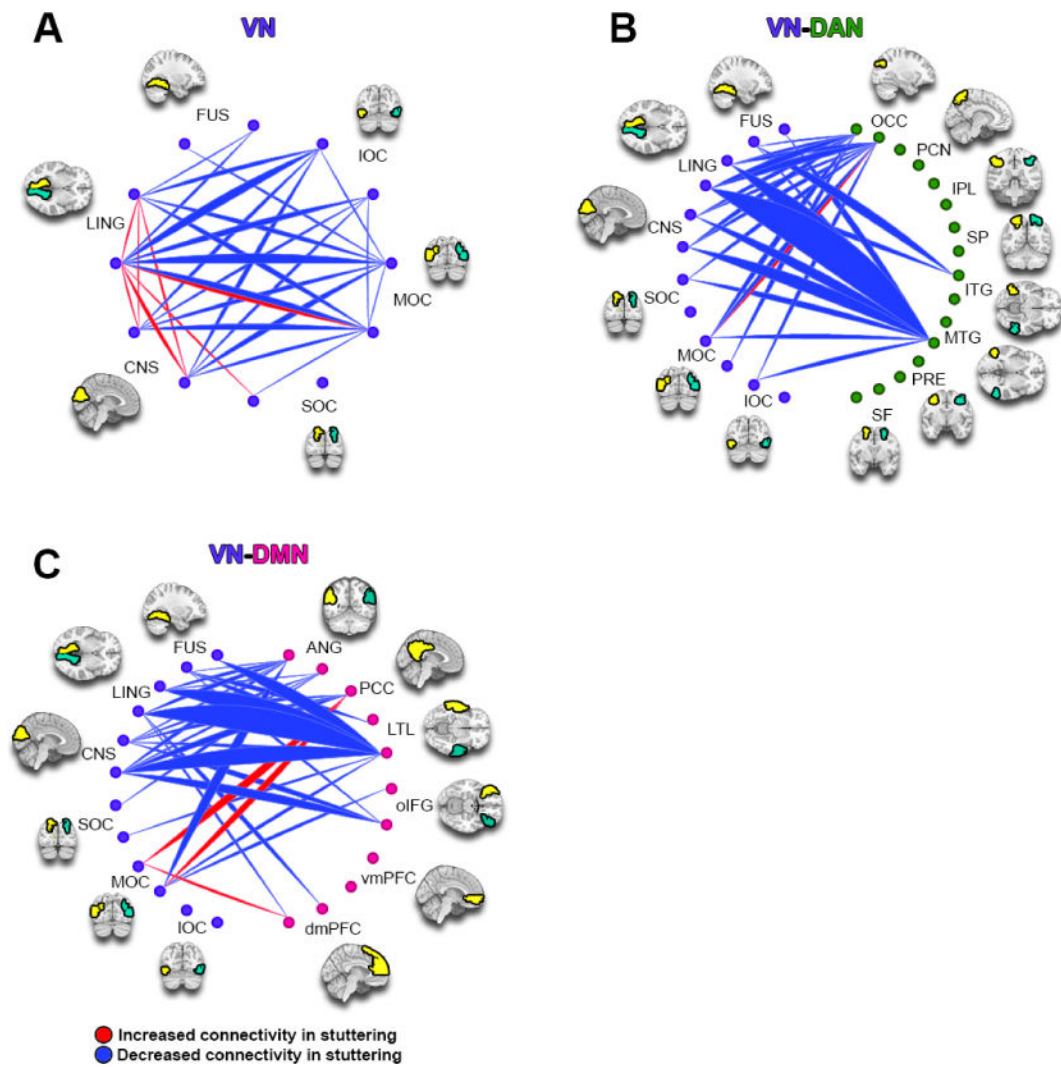 A
VN
FUS
IOC
LING
MOC
CNS
SOC
B
VN-DAN
FUS
OCC
LING
PCN
IPL
CNS
SP
SOC
ITG
MOC
MTG
IOC
PRE
SF
C
VN-DMN
FUS
ANG
LING
PCC
LTL
CNS
oIFG
SOC
MOC
vmPFC
IOC
dmPFC
Increased connectivity in stuttering
Decreased connectivity in stuttering